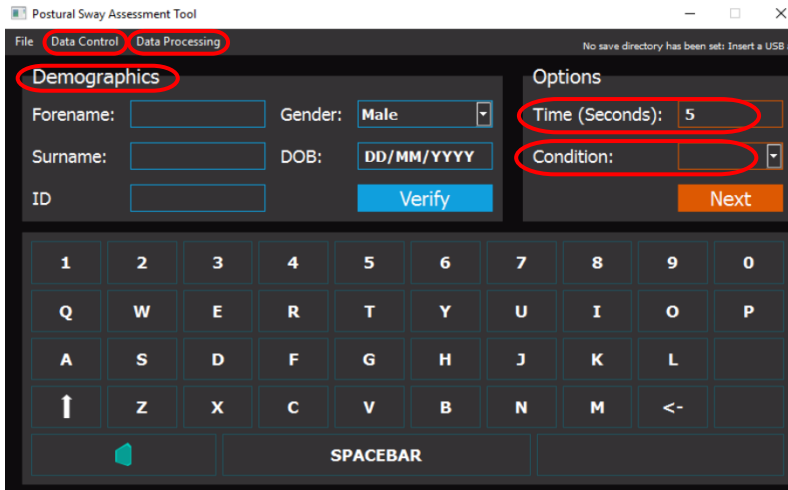 Postural Sway Assessment Tool
File Data Control Data Processing No save directory has been set: Insert a USB
Demographics Options
Forename: Gender: Male Time (Seconds): 5
Surname: DOB: DD/MM/YYYY Condition:
ID Verify Next
1 2 3 4 5 6 7 8 9 0
Q W E R T Y U I O P
A S D F G H J K L
Z X C V B N M <-
SPACEBAR